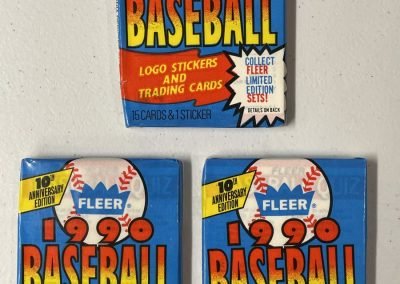 BASEBALL
LOGO STICKERS
AND
TRADING CARDS
COLLECT
FLEER
LIMITED
EDITION
SETS!
DETAILS ON BACK
15 CARDS & 1 STICKER
10TH
ANNIVERSARY
EDITION
FLEER
1990
BASEBALL
10TH
ANNIVERSARY
EDITION
FLEER
1990
BASEBALL